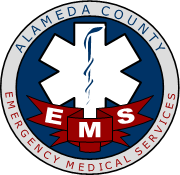 ALAMEDA COUNTY
EMS
EMERGENCY MEDICAL SERVICES